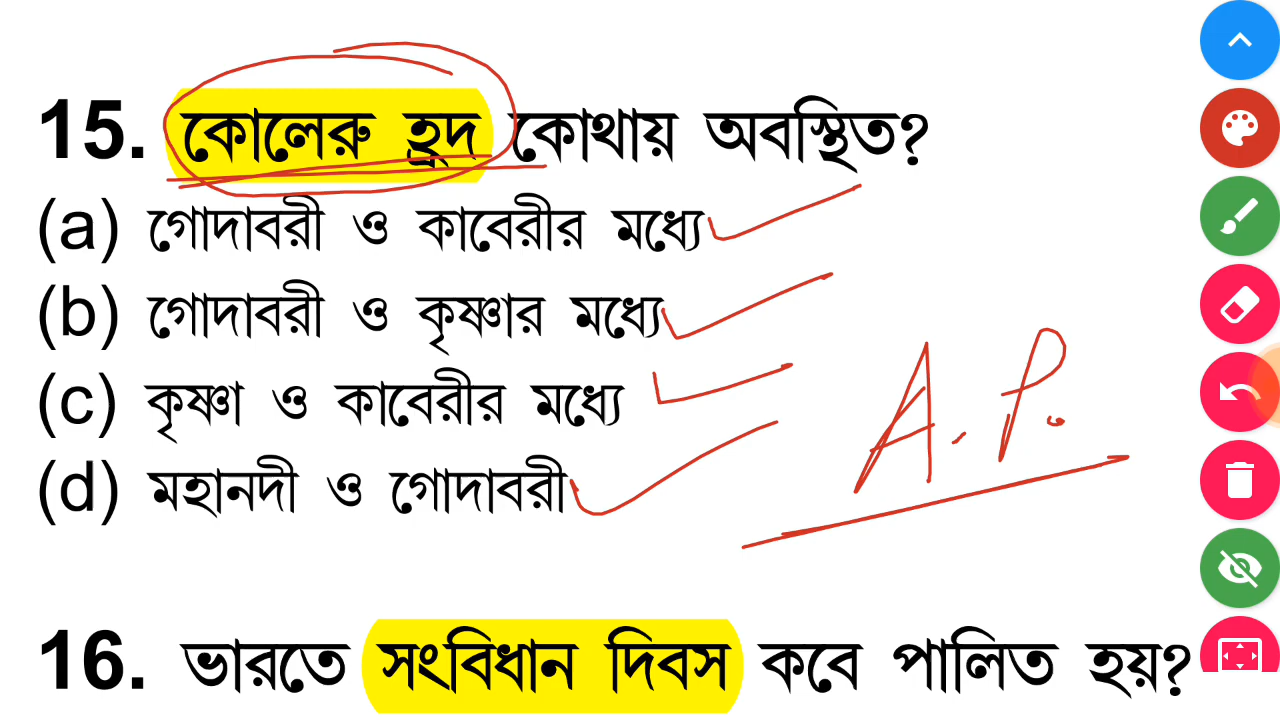 15. কোলেরু হ্রদ কোথায় অবস্থিত?
(a) গোদাবরী ও কাবেরীর মধ্যে
(b) গোদাবরী ও কৃষ্ণার মধ্যে
(c) কৃষ্ণা ও কাবেরীর মধ্যে
(d) মহানদী ও গোদাবরী
A. P.
16. ভারতে সংবিধান দিবস কবে পালিত হয়?